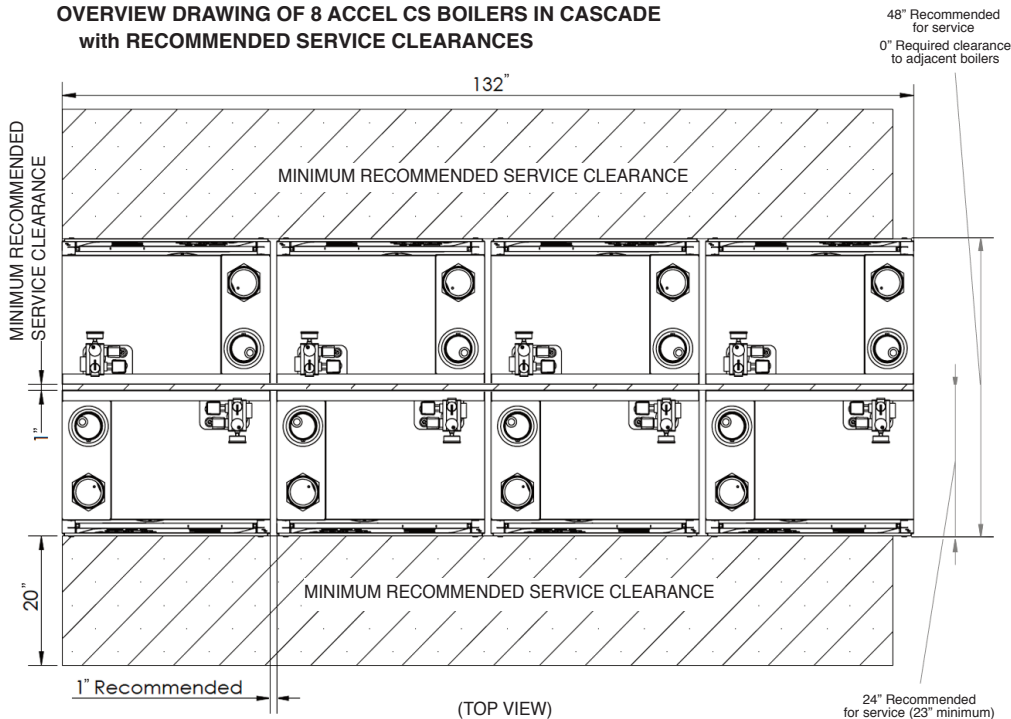 OVERVIEW DRAWING OF 8 ACCEL CS BOILERS IN CASCADE
with RECOMMENDED SERVICE CLEARANCES
48" Recommended
for service
0" Required clearance
to adjacent boilers
132"
MINIMUM RECOMMENDED
SERVICE CLEARANCE
MINIMUM RECOMMENDED SERVICE CLEARANCE
1"
20"
MINIMUM RECOMMENDED SERVICE CLEARANCE
1" Recommended
(TOP VIEW)
24" Recommended
for service (23" minimum)